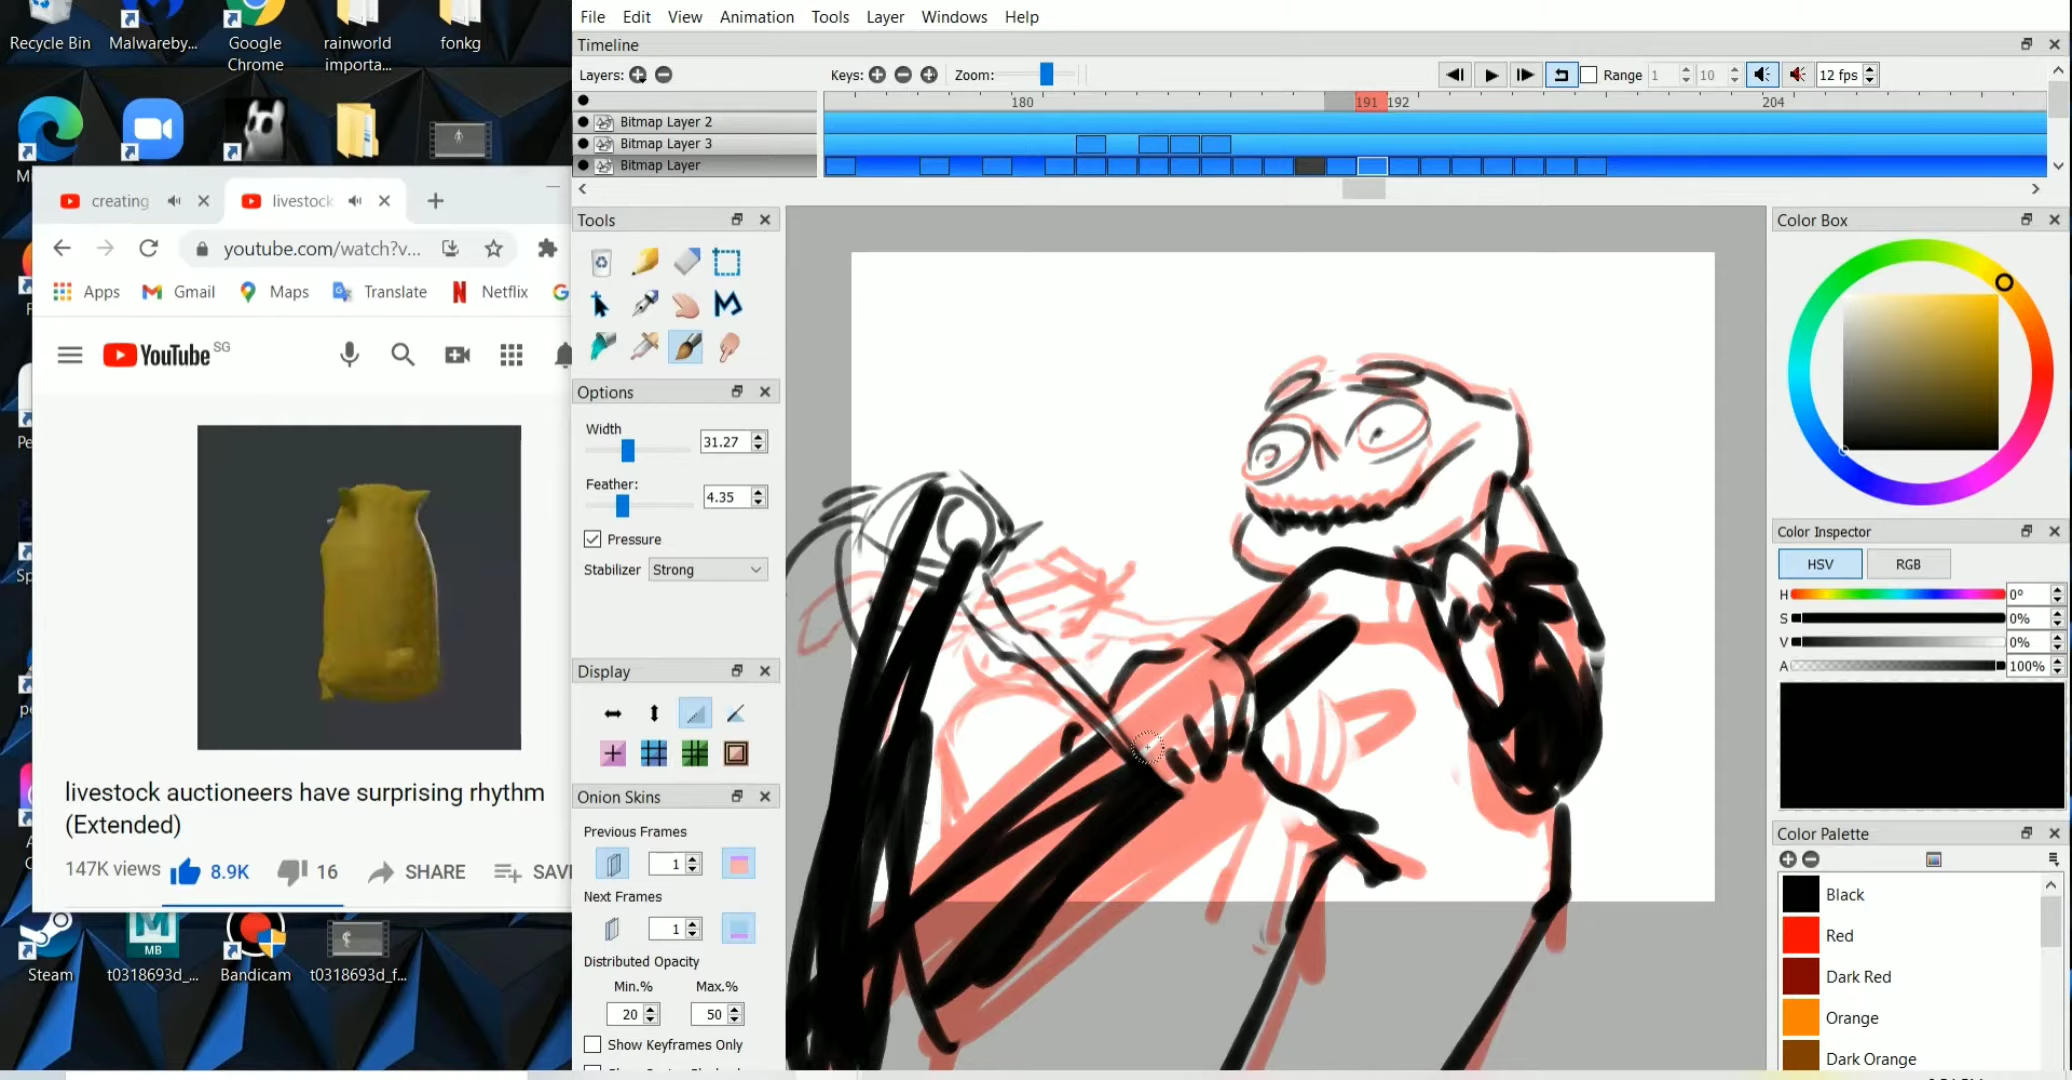 Recycle Bin
Malwareby...
Google
Chrome
rainworld
importa...
fonkg
creating
livestock
youtube.com/watch?v...
Apps
Gmail
Maps
Translate
Netflix
YouTube SG
livestock auctioneers have surprising rhythm
(Extended)
147K views
8.9K
16
SHARE
SAV
Steam
MB
t0318693d_...
Bandicam
t0318693d_f...
File Edit View Animation Tools Layer Windows Help
Timeline
Layers:
Keys:
Zoom:
Range 1 10
12 fps
180 191 192 204
Bitmap Layer 2
Bitmap Layer 3
Bitmap Layer
Tools
Options
Width
31.27
Feather:
4.35
Pressure
Stabilizer Strong
Display
Onion Skins
Previous Frames
1
Next Frames
1
Distributed Opacity
Min.% Max.%
20 50
Show Keyframes Only
Color Box
Color Inspector
HSV RGB
H 0°
S 0%
V 0%
A 100%
Color Palette
Black
Red
Dark Red
Orange
Dark Orange